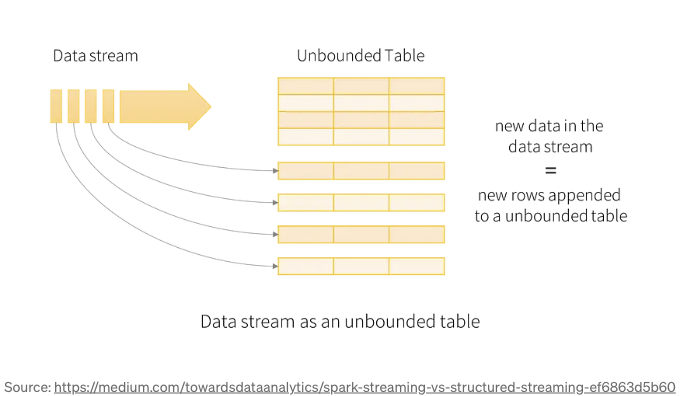 Data stream
Unbounded Table
new data in the
data stream
=
new rows appended
to a unbounded table
Data stream as an unbounded table
Source: https://medium.com/towardsdataanalytics/spark-streaming-vs-structured-streaming-ef6863d5b60